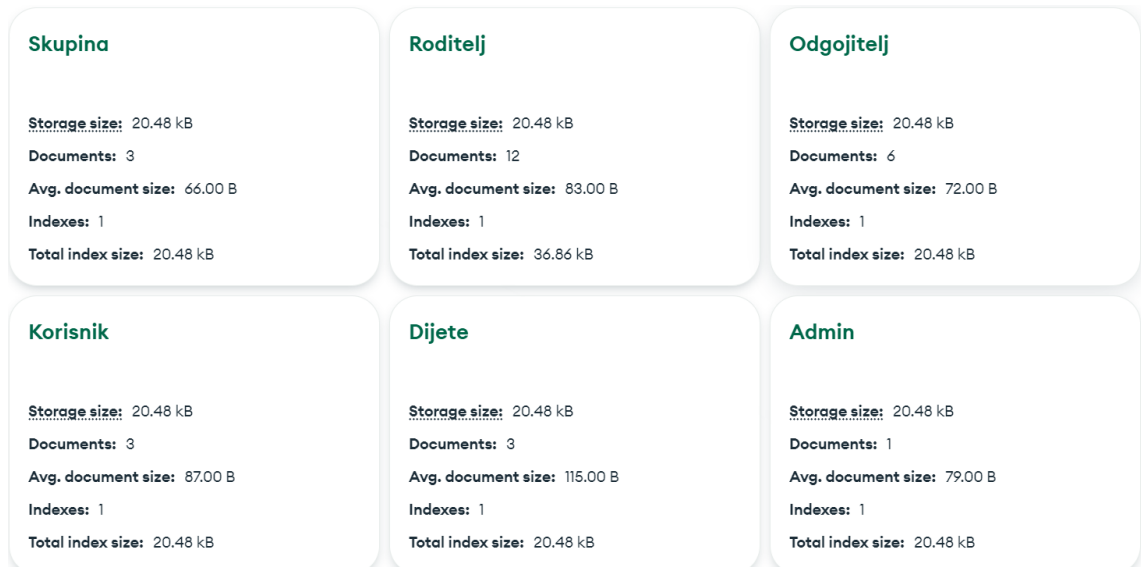 Skupina
Storage size: 20.48 kB
Documents: 3
Avg. document size: 66.00 B
Indexes: 1
Total index size: 20.48 kB
Roditelj
Storage size: 20.48 kB
Documents: 12
Avg. document size: 83.00 B
Indexes: 1
Total index size: 36.86 kB
Odgojitelj
Storage size: 20.48 kB
Documents: 6
Avg. document size: 72.00 B
Indexes: 1
Total index size: 20.48 kB
Korisnik
Storage size: 20.48 kB
Documents: 3
Avg. document size: 87.00 B
Indexes: 1
Total index size: 20.48 kB
Dijete
Storage size: 20.48 kB
Documents: 3
Avg. document size: 115.00 B
Indexes: 1
Total index size: 20.48 kB
Admin
Storage size: 20.48 kB
Documents: 1
Avg. document size: 79.00 B
Indexes: 1
Total index size: 20.48 kB